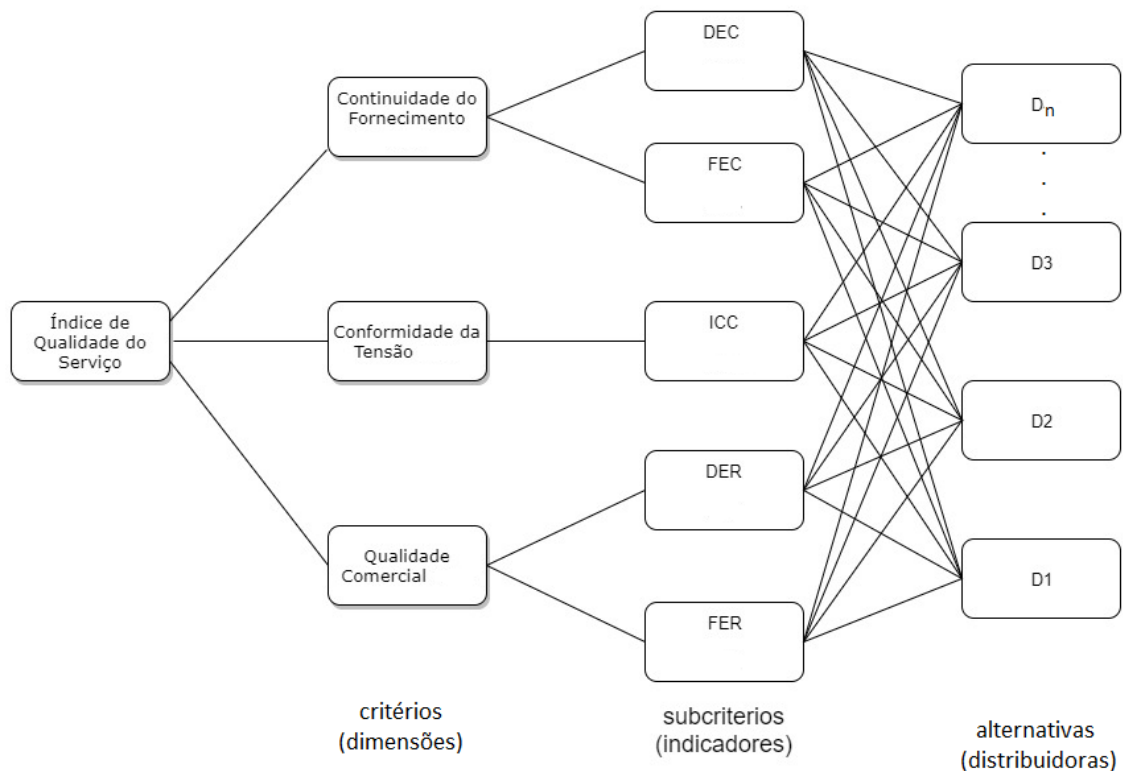 Índice de
Qualidade do
Serviço
Continuidade do
Fornecimento
Conformidade da
Tensão
Qualidade
Comercial
critérios
(dimensões)
DEC
FEC
ICC
DER
FER
subcriterios
(indicadores)
Dn
.
.
.
D3
D2
D1
alternativas
(distribuidoras)